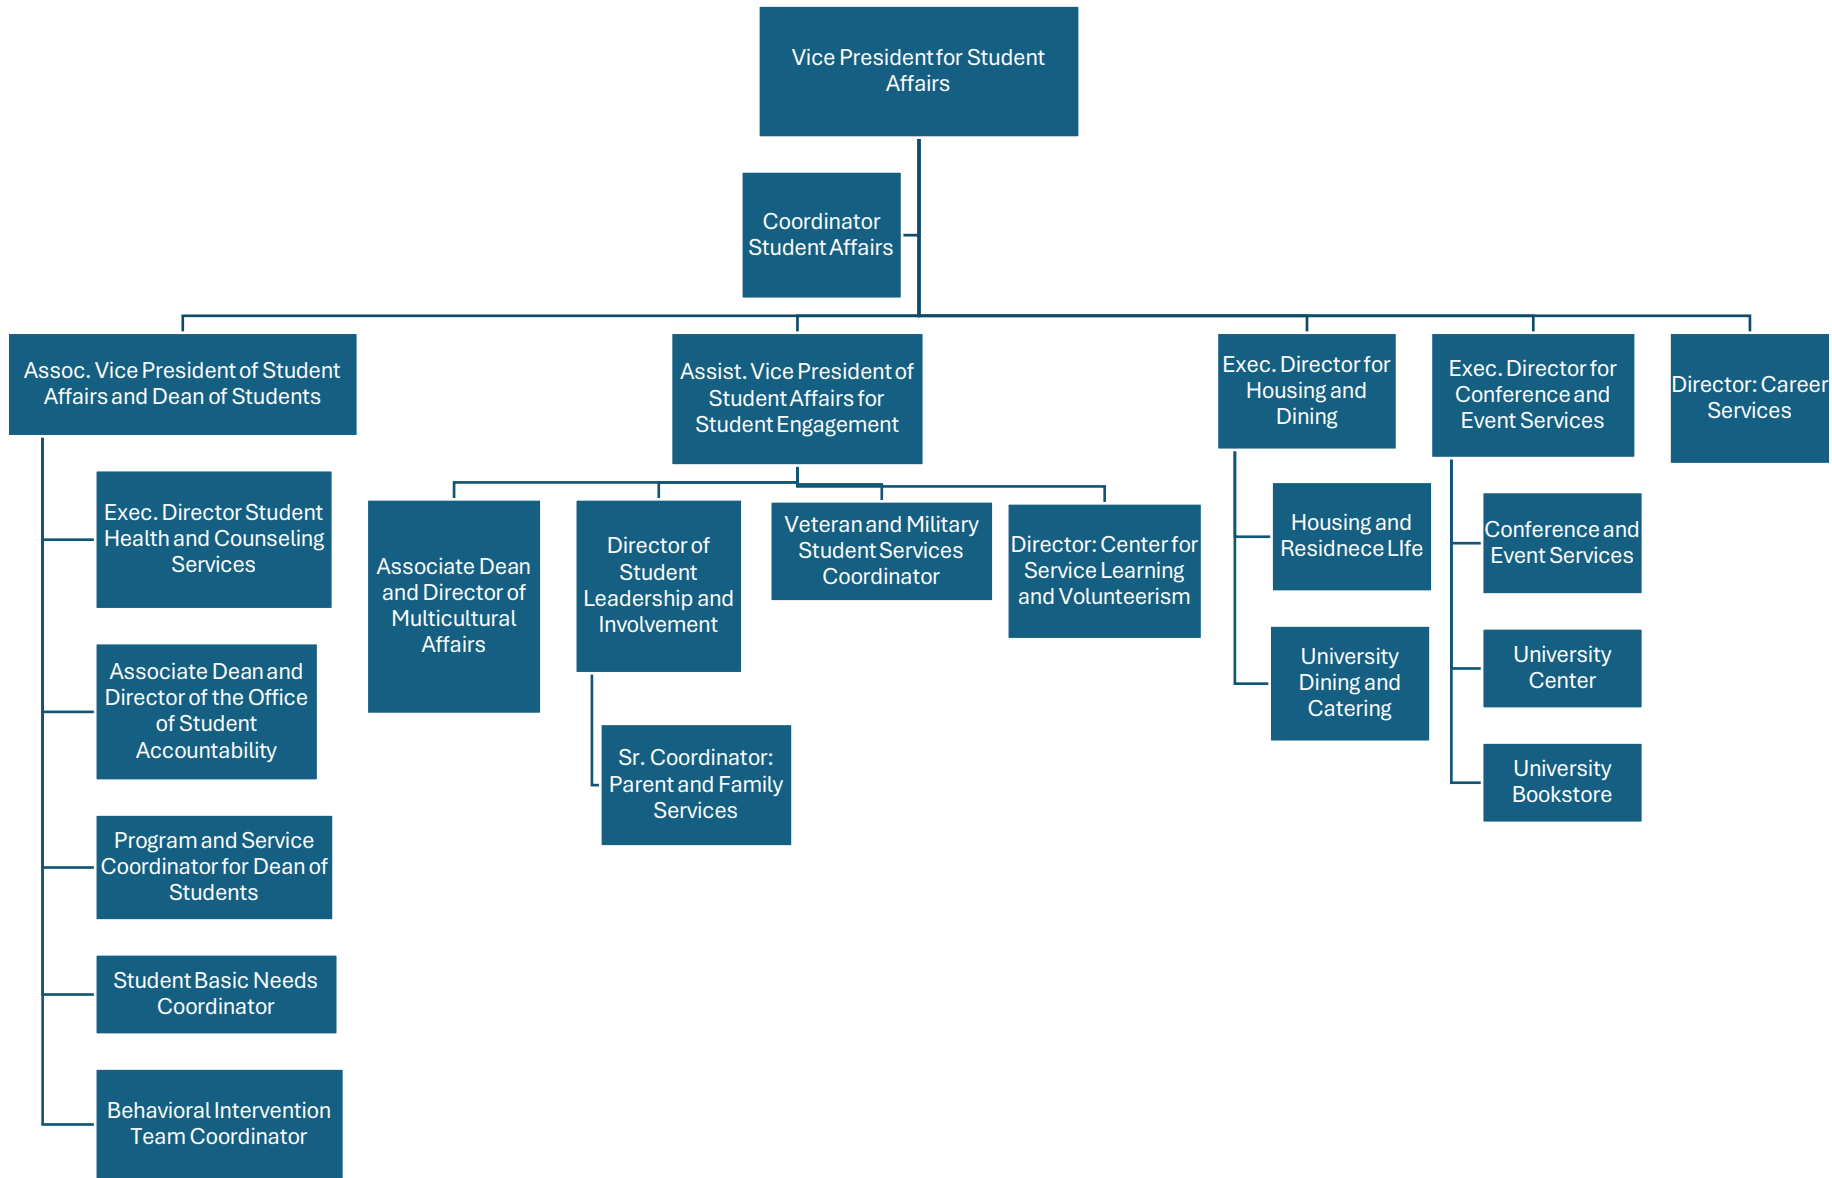 Vice President for Student
Affairs
Coordinator
Student Affairs
Assoc. Vice President of Student
Affairs and Dean of Students
Assist. Vice President of
Student Affairs for
Student Engagement
Exec. Director for
Housing and
Dining
Exec. Director for
Conference and
Event Services
Director: Career
Services
Exec. Director Student
Health and Counseling
Services
Associate Dean and
Director of the Office
of Student
Accountability
Program and Service
Coordinator for Dean of
Students
Student Basic Needs
Coordinator
Behavioral Intervention
Team Coordinator
Associate Dean
and Director of
Multicultural
Affairs
Director of
Student
Leadership and
Involvement
Sr. Coordinator:
Parent and Family
Services
Veteran and Military
Student Services
Coordinator
Director: Center for
Service Learning
and Volunteerism
Housing and
Residnece LIfe
University
Dining and
Catering
Conference and
Event Services
University
Center
University
Bookstore